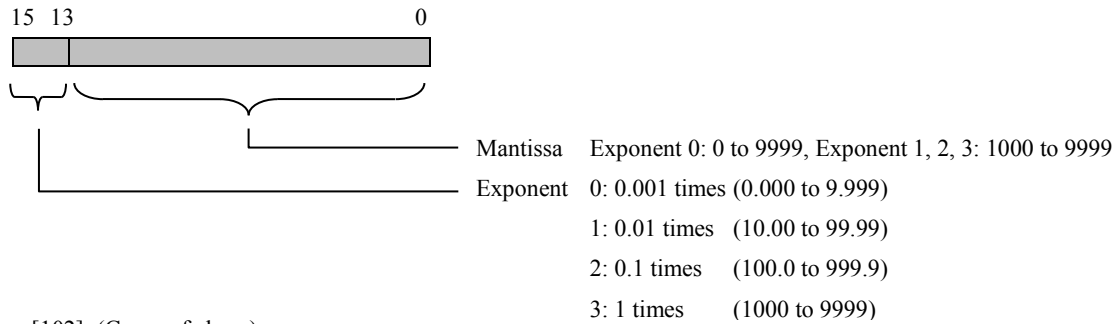 15 13 0
Mantissa Exponent 0: 0 to 9999, Exponent 1, 2, 3: 1000 to 9999
Exponent 0: 0.001 times (0.000 to 9.999)
1: 0.01 times (10.00 to 99.99)
2: 0.1 times (100.0 to 999.9)
3: 1 times (1000 to 9999)